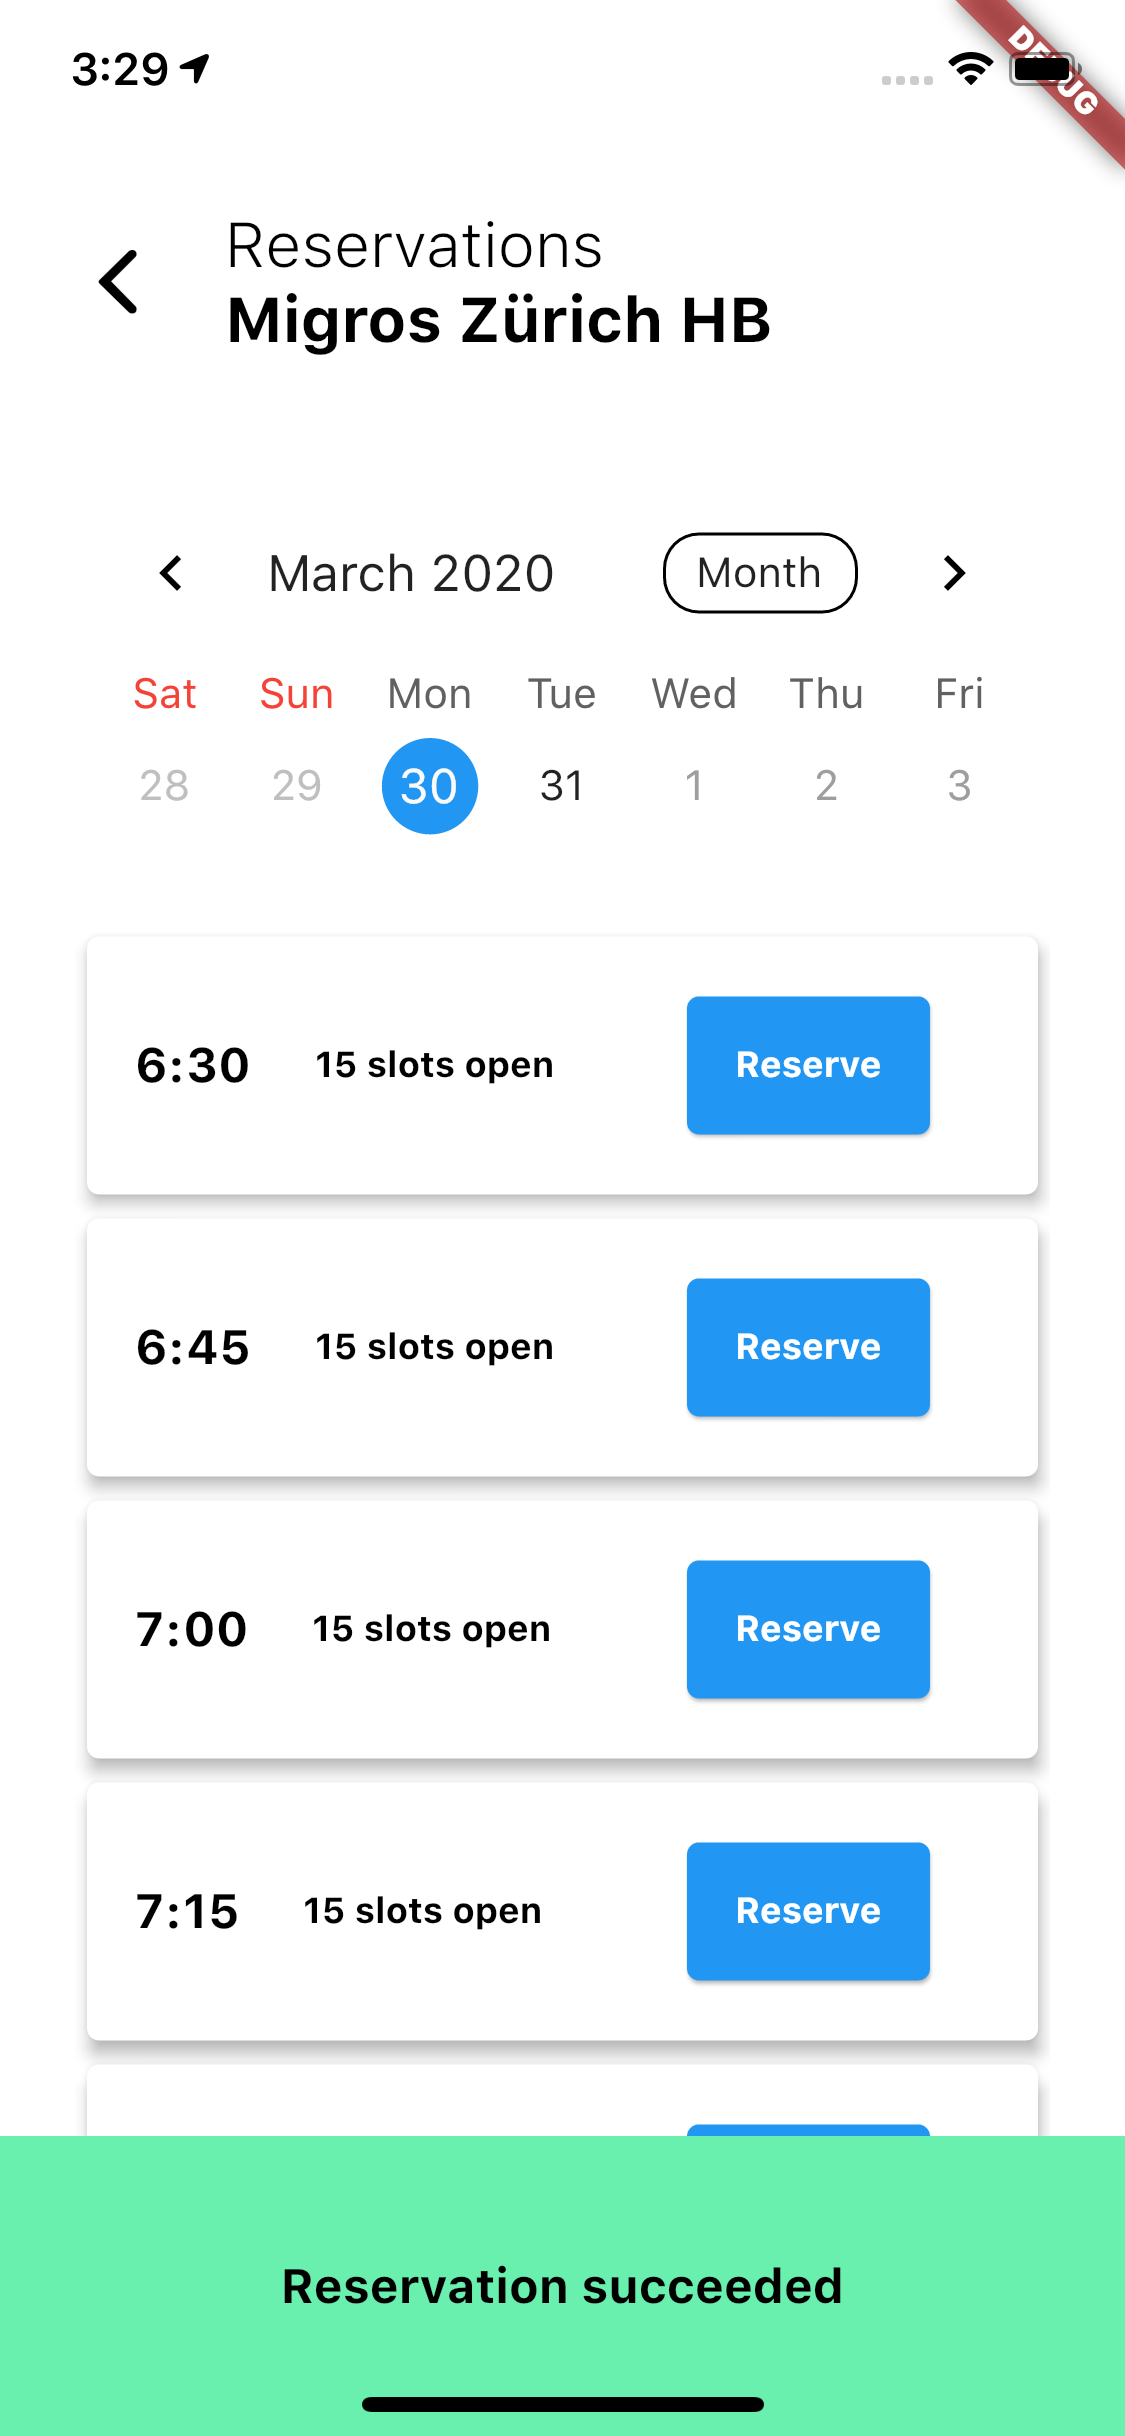 3:29
DEBUG
Reservations
Migros Zürich HB
March 2020
Month
Sat Sun Mon Tue Wed Thu Fri
28 29 30 31 1 2 3
6:30 15 slots open Reserve
6:45 15 slots open Reserve
7:00 15 slots open Reserve
7:15 15 slots open Reserve
Reservation succeeded